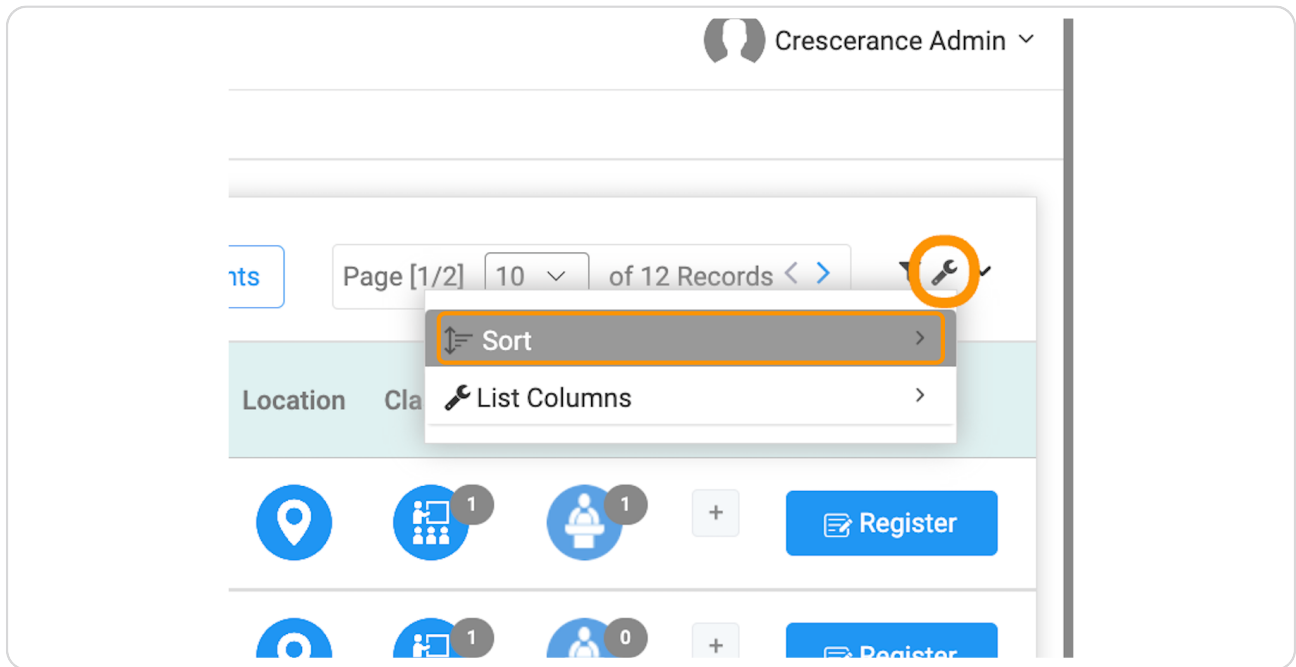 Crescerance Admin
nts
Page [1/2] 10 of 12 Records
Sort
List Columns
Location Cla
1 1 + Register
1 0 + Register